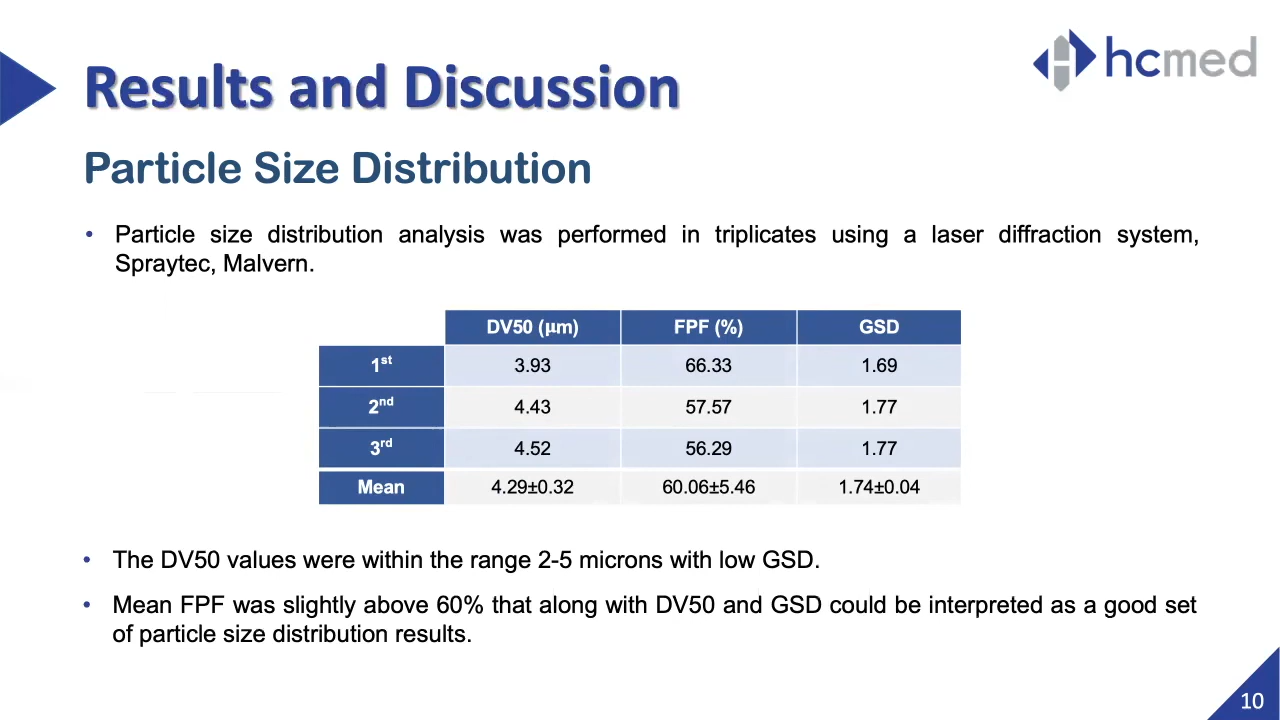 hcmed
Results and Discussion
Particle Size Distribution
• Particle size distribution analysis was performed in triplicates using a laser diffraction system,
Spraytec, Malvern.
DV50 (μm) FPF (%) GSD
1st 3.93 66.33 1.69
2nd 4.43 57.57 1.77
3rd 4.52 56.29 1.77
Mean 4.29±0.32 60.06±5.46 1.74±0.04
• The DV50 values were within the range 2-5 microns with low GSD.
• Mean FPF was slightly above 60% that along with DV50 and GSD could be interpreted as a good set
of particle size distribution results.
10